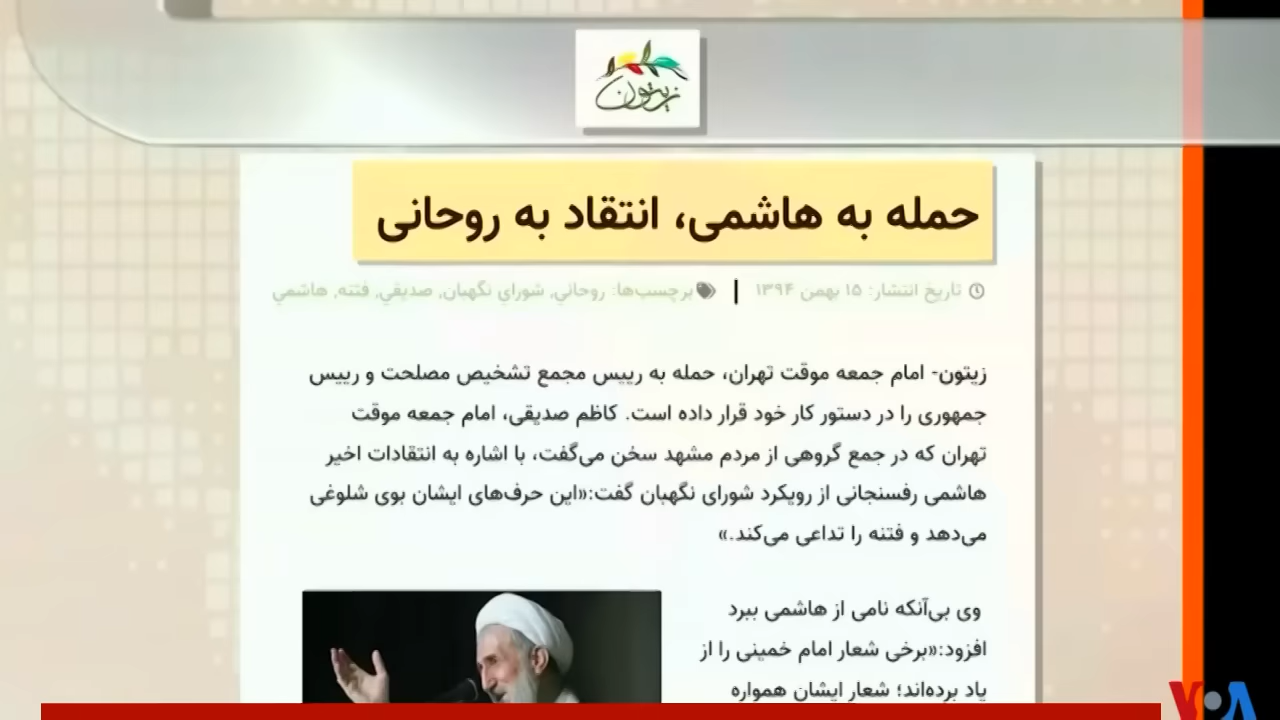 زیتون
حمله به هاشمی، انتقاد به روحانی
تاریخ انتشار: ۱۵ بهمن ۱۳۹۴ | برچسب‌ها: روحاني, شوراي نگهبان, صديقي, فتنه, هاشمي
زیتون- امام جمعه موقت تهران، حمله به رییس مجمع تشخیص مصلحت و رییس
جمهوری را در دستور کار خود قرار داده است. کاظم صدیقی، امام جمعه موقت
تهران که در جمع گروهی از مردم مشهد سخن می‌گفت، با اشاره به انتقادات اخیر
هاشمی رفسنجانی از رویکرد شورای نگهبان گفت:«این حرف‌های ایشان بوی شلوغی
می‌دهد و فتنه را تداعی می‌کند.»
وی بی‌آنکه نامی از هاشمی ببرد
افزود:«برخی شعار امام خمینی را از
یاد برده‌اند؛ شعار ایشان همواره
VOA